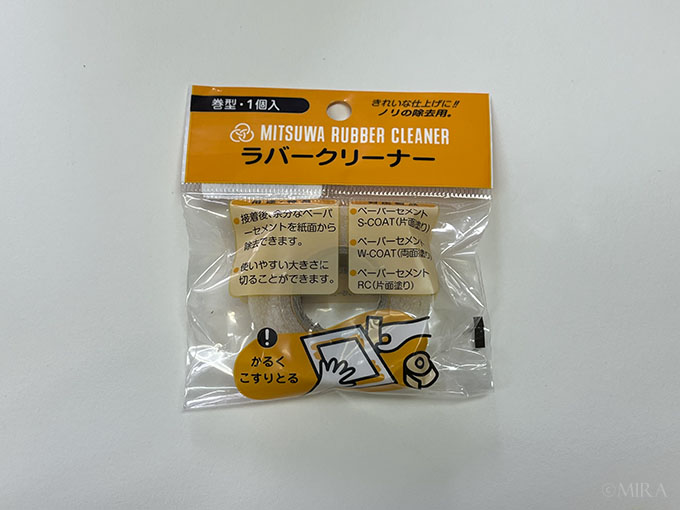 巻型・1個入
きれいな仕上げに!!
ノリの除去用。
MITSUWA RUBBER CLEANER
ラバークリーナー
接着後、余分なペーパ
ーセメントを紙面から
除去できます。
使いやすい大きさに
切ることができます。
ペーパーセメント
S-COAT(片面塗り)
ペーパーセメント
W-COAT(両面塗り)
ペーパーセメント
RC(片面塗り)
!
かるく
こすりとる
©MIRA